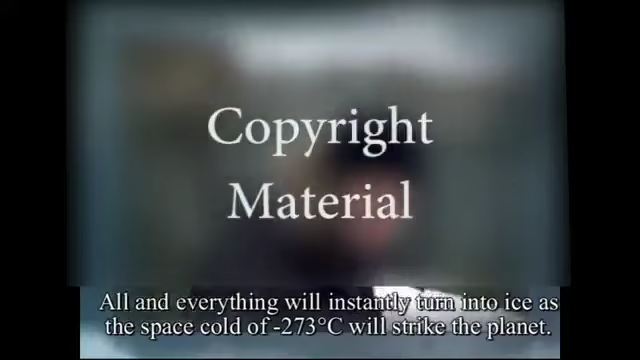 Copyright
Material
All and everything will instantly turn into ice as
the space cold of -273°C will strike the planet.